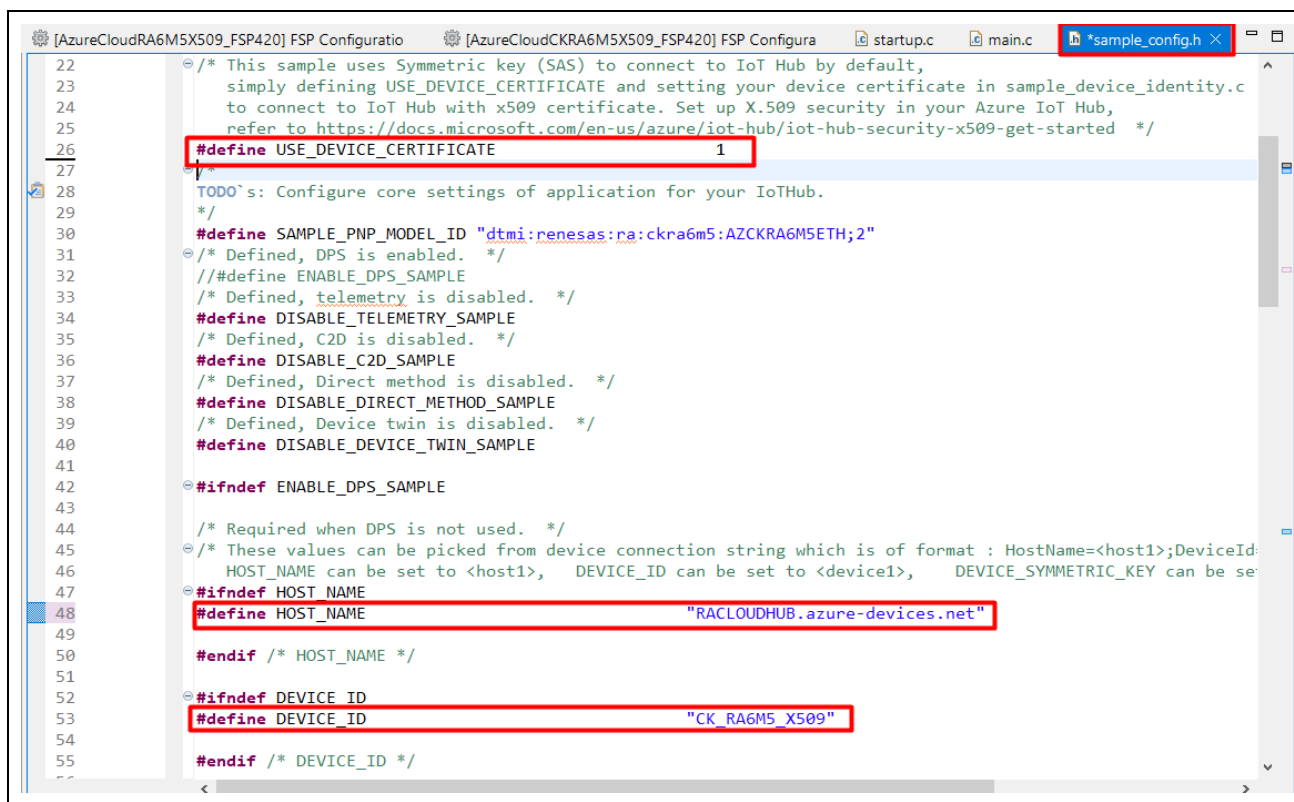 [AzureCloudRA6M5X509_FSP420] FSP Configuratio [AzureCloudCKRA6M5X509_FSP420] FSP Configura startup.c main.c *sample_config.h
22 /* This sample uses Symmetric key (SAS) to connect to IoT Hub by default,
23 simply defining USE_DEVICE_CERTIFICATE and setting your device certificate in sample_device_identity.c
24 to connect to IoT Hub with x509 certificate. Set up X.509 security in your Azure IoT Hub,
25 refer to https://docs.microsoft.com/en-us/azure/iot-hub/iot-hub-security-x509-get-started */
26 #define USE_DEVICE_CERTIFICATE 1
27 /*
28 TODO`s: Configure core settings of application for your IoTHub.
29 */
30 #define SAMPLE_PNP_MODEL_ID "dtmi:renesas:ra:ckra6m5:AZCKRA6M5ETH;2"
31 /* Defined, DPS is enabled. */
32 //#define ENABLE_DPS_SAMPLE
33 /* Defined, telemetry is disabled. */
34 #define DISABLE_TELEMETRY_SAMPLE
35 /* Defined, C2D is disabled. */
36 #define DISABLE_C2D_SAMPLE
37 /* Defined, Direct method is disabled. */
38 #define DISABLE_DIRECT_METHOD_SAMPLE
39 /* Defined, Device twin is disabled. */
40 #define DISABLE_DEVICE_TWIN_SAMPLE
41
42 #ifndef ENABLE_DPS_SAMPLE
43
44 /* Required when DPS is not used. */
45 /* These values can be picked from device connection string which is of format : HostName=<host1>;DeviceId=
46 HOST_NAME can be set to <host1>, DEVICE_ID can be set to <device1>, DEVICE_SYMMETRIC_KEY can be se
47 #ifndef HOST_NAME
48 #define HOST_NAME "RACLOUDHUB.azure-devices.net"
49
50 #endif /* HOST_NAME */
51
52 #ifndef DEVICE_ID
53 #define DEVICE_ID "CK_RA6M5_X509"
54
55 #endif /* DEVICE_ID */